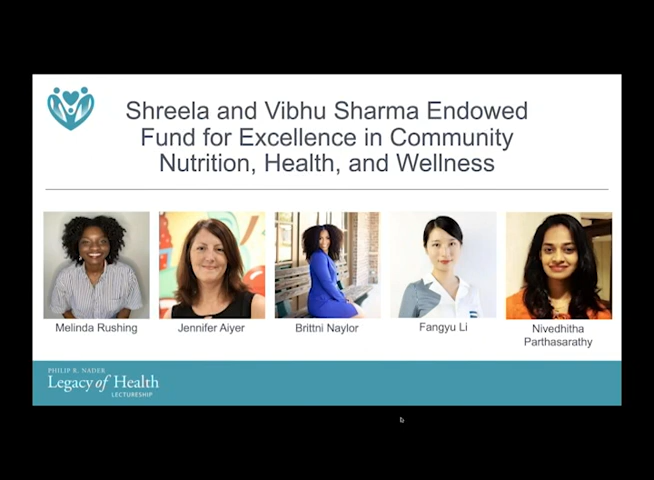 Shreela and Vibhu Sharma Endowed
Fund for Excellence in Community
Nutrition, Health, and Wellness
Melinda Rushing
Jennifer Aiyer
Brittni Naylor
Fangyu Li
Nivedhitha
Parthasarathy
PHILIP R. NADER
Legacy of Health
LECTURESHIP